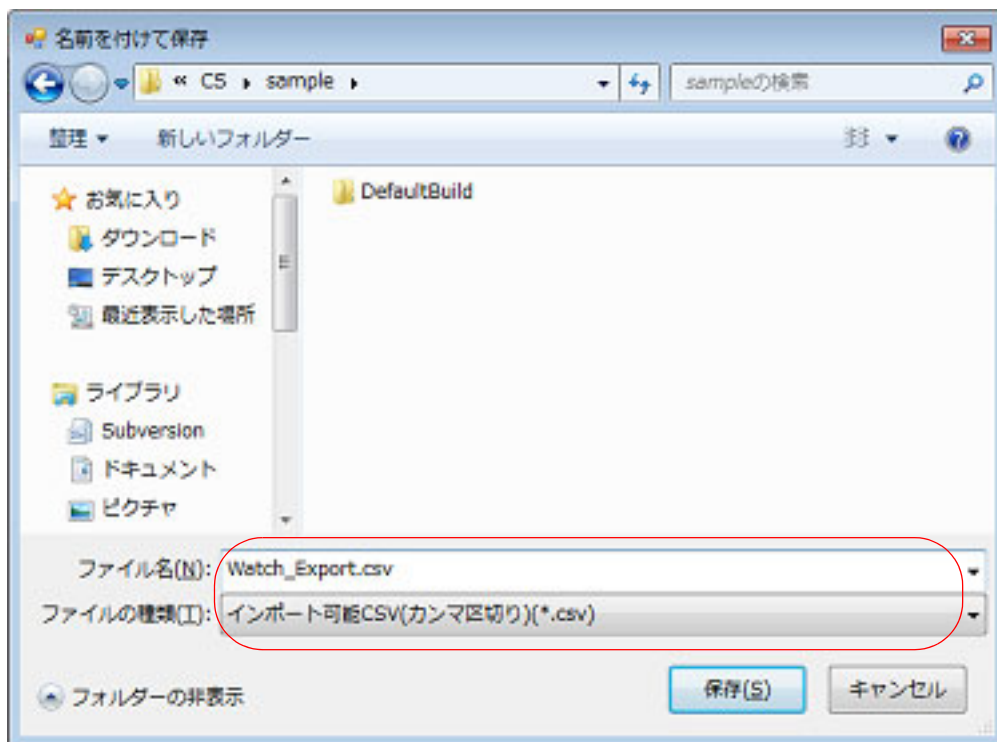 名前を付けて保存
« CS ▸ sample ▸
sampleの検索
整理 ▼ 新しいフォルダー
お気に入り
ダウンロード
デスクトップ
最近表示した場所
ライブラリ
Subversion
ドキュメント
ピクチャ
DefaultBuild
ファイル名(N): Watch_Export.csv
ファイルの種類(T): インポート可能CSV(カンマ区切り)(*.csv)
フォルダーの非表示
保存(S) キャンセル